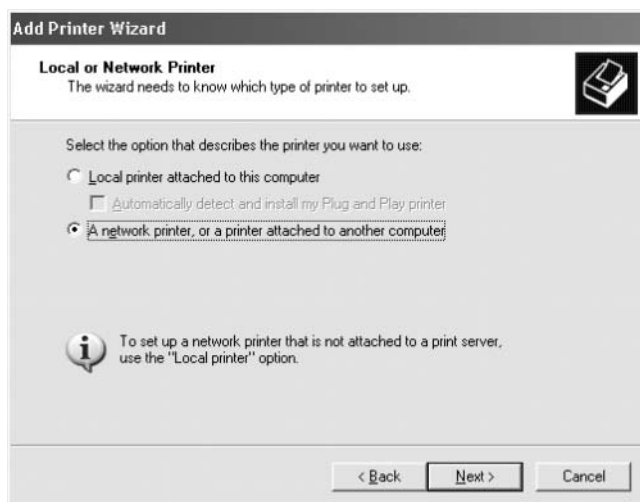 Add Printer Wizard
Local or Network Printer
The wizard needs to know which type of printer to set up.
Select the option that describes the printer you want to use:
Local printer attached to this computer
Automatically detect and install my Plug and Play printer
A network printer, or a printer attached to another computer
To set up a network printer that is not attached to a print server,
use the "Local printer" option.
< Back
Next >
Cancel